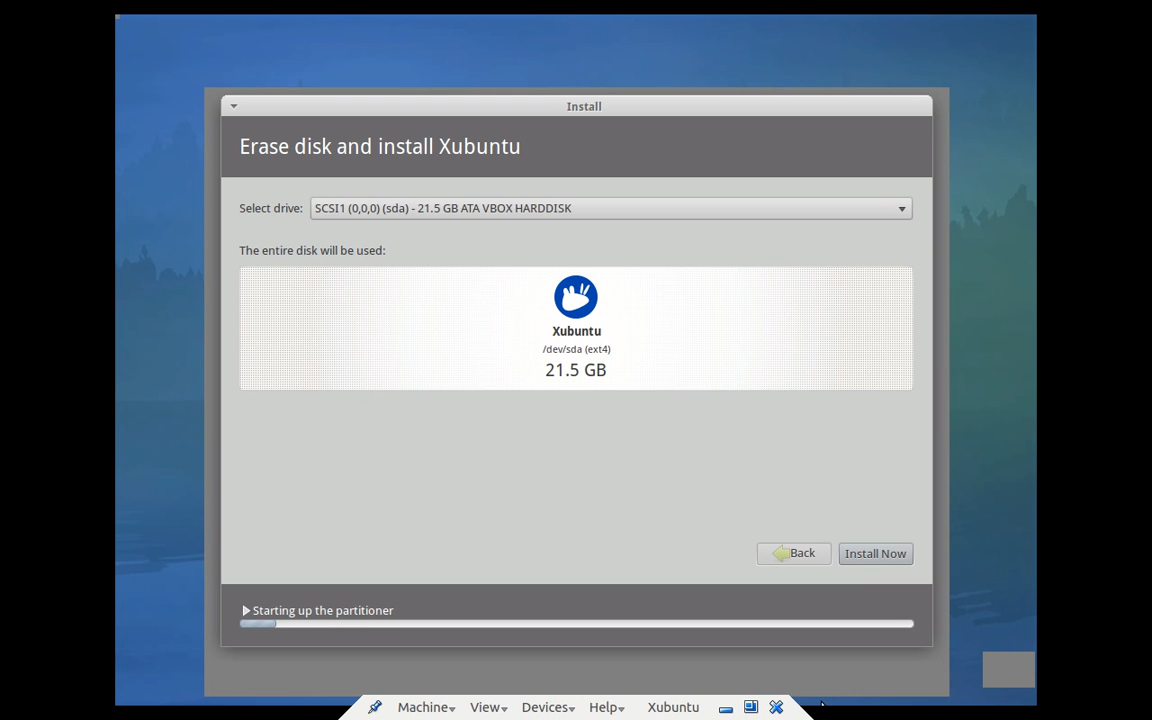 Install
Erase disk and install Xubuntu
Select drive: SCSI1 (0,0,0) (sda) - 21.5 GB ATA VBOX HARDDISK
The entire disk will be used:
Xubuntu
/dev/sda (ext4)
21.5 GB
Back Install Now
Starting up the partitioner
Machine View Devices Help Xubuntu